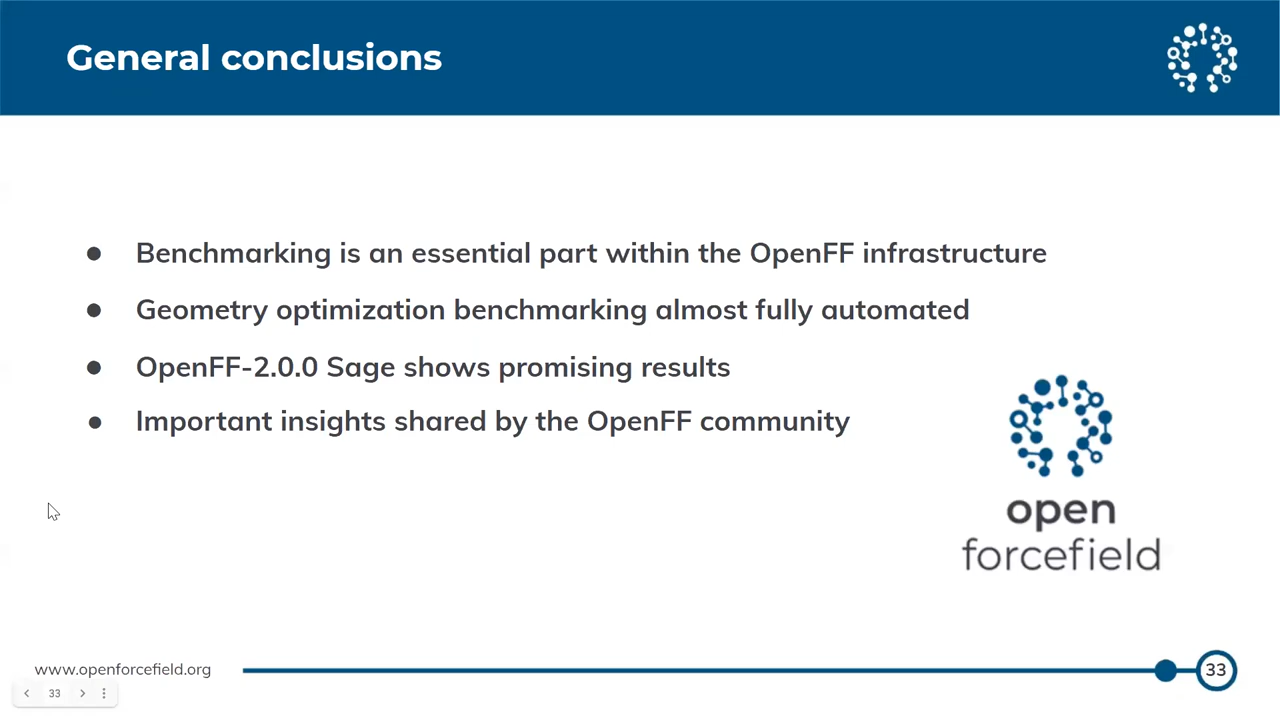 General conclusions
● Benchmarking is an essential part within the OpenFF infrastructure
● Geometry optimization benchmarking almost fully automated
● OpenFF-2.0.0 Sage shows promising results
● Important insights shared by the OpenFF community
open
forcefield
www.openforcefield.org
33
33